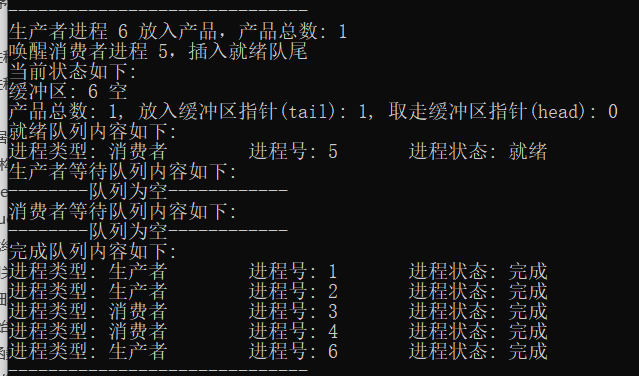 ------------------------------
生产者进程 6 放入产品，产品总数: 1
唤醒消费者进程 5，插入就绪队尾
当前状态如下:
缓冲区: 6 空
产品总数: 1, 放入缓冲区指针(tail): 1, 取走缓冲区指针(head): 0
就绪队列内容如下:
进程类型: 消费者 进程号: 5 进程状态: 就绪
生产者等待队列内容如下:
--------队列为空------------
消费者等待队列内容如下:
--------队列为空------------
完成队列内容如下:
进程类型: 生产者 进程号: 1 进程状态: 完成
进程类型: 生产者 进程号: 2 进程状态: 完成
进程类型: 消费者 进程号: 3 进程状态: 完成
进程类型: 消费者 进程号: 4 进程状态: 完成
进程类型: 生产者 进程号: 6 进程状态: 完成
------------------------------